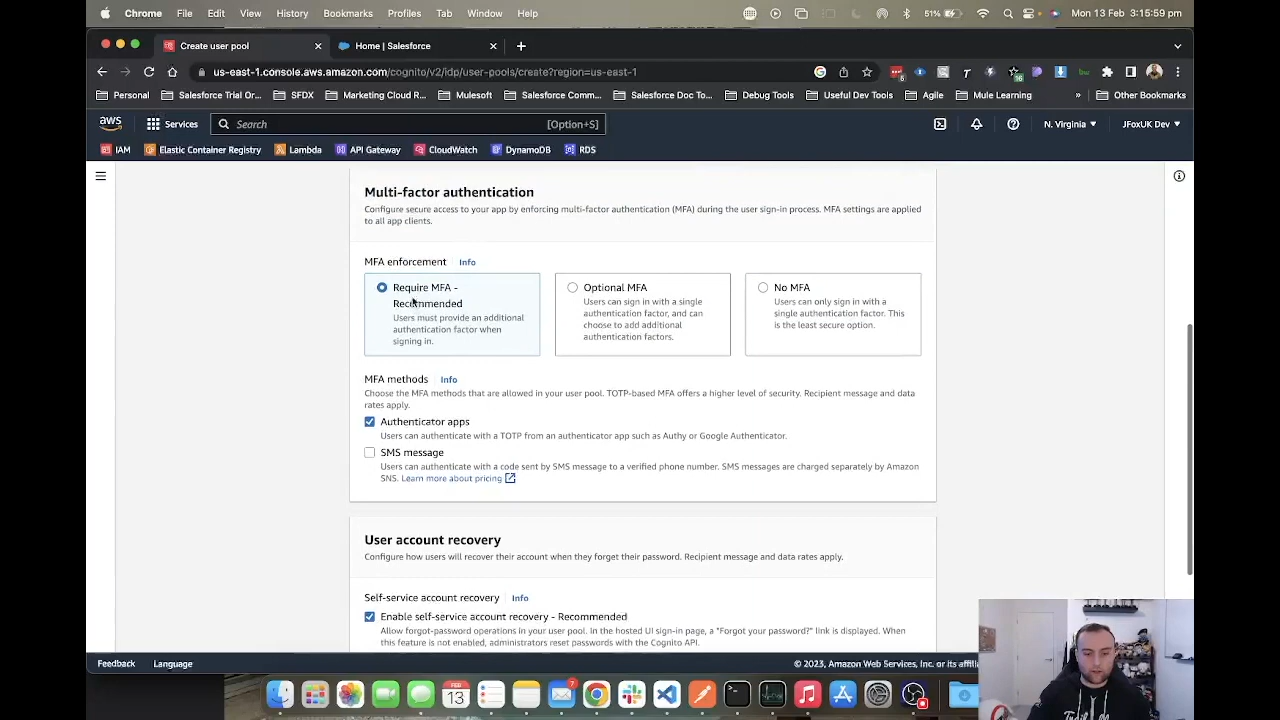 Chrome File Edit View History Bookmarks Profiles Tab Window Help 51% Mon 13 Feb 3:15:59 pm
Create user pool Home | Salesforce
us-east-1.console.aws.amazon.com/cognito/v2/idp/user-pools/create?region=us-east-1
Personal Salesforce Trial Or... SFDX Marketing Cloud R... Mulesoft Salesforce Comm... Salesforce Doc To... Debug Tools Useful Dev Tools Agile Mule Learning » Other Bookmarks
aws Services Search [Option+S] N. Virginia JFoxUK Dev
IAM Elastic Container Registry Lambda API Gateway CloudWatch DynamoDB RDS
Multi-factor authentication
Configure secure access to your app by enforcing multi-factor authentication (MFA) during the user sign-in process. MFA settings are applied
to all app clients.
MFA enforcement Info
Require MFA -
Recommended
Users must provide an additional
authentication factor when
signing in.
Optional MFA
Users can sign in with a single
authentication factor, and can
choose to add additional
authentication factors.
No MFA
Users can only sign in with a
single authentication factor. This
is the least secure option.
MFA methods Info
Choose the MFA methods that are allowed in your user pool. TOTP-based MFA offers a higher level of security. Recipient message and data
rates apply.
Authenticator apps
Users can authenticate with a TOTP from an authenticator app such as Authy or Google Authenticator.
SMS message
Users can authenticate with a code sent by SMS message to a verified phone number. SMS messages are charged separately by Amazon
SNS. Learn more about pricing
User account recovery
Configure how users will recover their account when they forget their password. Recipient message and data rates apply.
Self-service account recovery Info
Enable self-service account recovery - Recommended
Allow forgot-password operations in your user pool. In the hosted UI sign-in page, a "Forgot your password?" link is displayed. When
this feature is not enabled, administrators reset passwords with the Cognito API.
Feedback Language © 2023, Amazon Web Services, Inc. or its affili
FEB
13
7